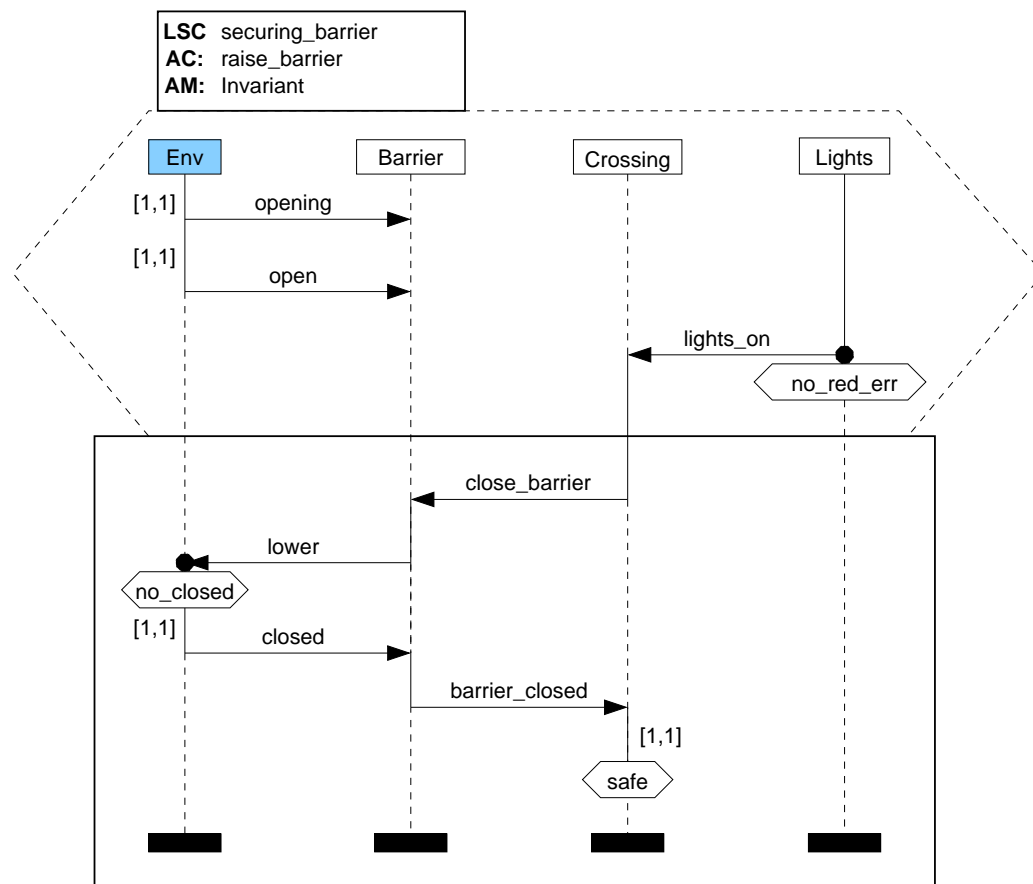 LSC securing_barrier
AC: raise_barrier
AM: Invariant
Env Barrier Crossing Lights
[1,1] opening
[1,1]
open
lights_on
no_red_err
close_barrier
lower
no_closed
[1,1] closed
barrier_closed
[1,1]
safe